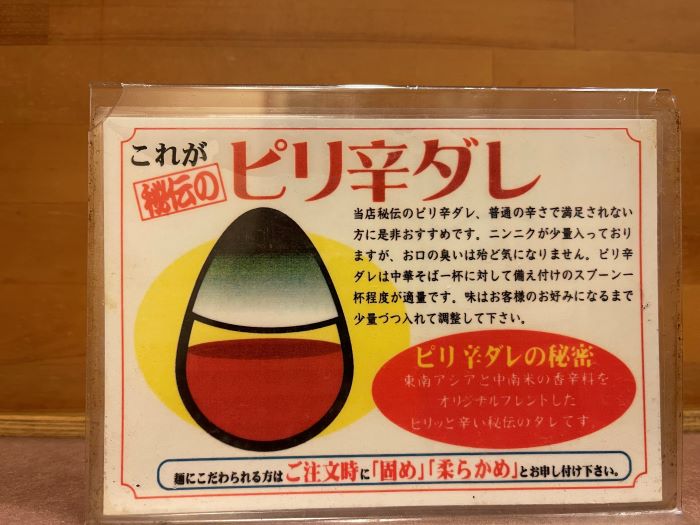 これが
秘伝の
ピリ辛ダレ
当店秘伝のピリ辛ダレ、普通の辛さで満足されない
方に是非おすすめです。ニンニクが少量入っており
ますが、お口の臭いは殆ど気になりません。ピリ辛
ダレは中華そば一杯に対して備え付けのスプーン一
杯程度が適量です。味はお客様のお好みになるまで
少量づつ入れて調整して下さい。
ピリ辛ダレの秘密
東南アジアと中南米の香辛料を
オリジナルブレントした
ピリッと辛い秘伝のタレです。
麺にこだわられる方はご注文時に「固め」「柔らかめ」とお申し付け下さい。